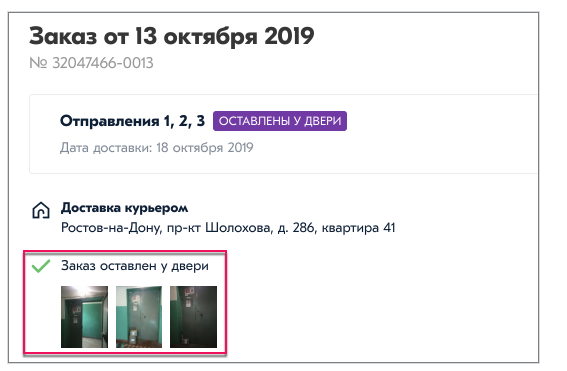 Заказ от 13 октября 2019
№ 32047466-0013
Отправления 1, 2, 3 ОСТАВЛЕНЫ У ДВЕРИ
Дата доставки: 18 октября 2019
Доставка курьером
Ростов-на-Дону, пр-кт Шолохова, д. 286, квартира 41
Заказ оставлен у двери